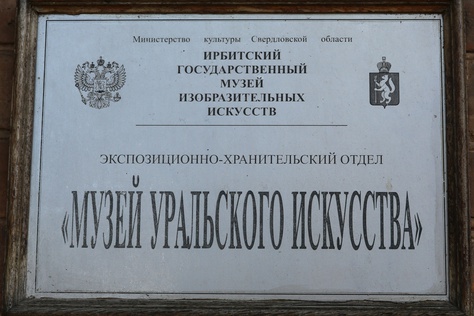 Министерство культуры Свердловской области
ИРБИТСКИЙ
ГОСУДАРСТВЕННЫЙ
МУЗЕЙ
ИЗОБРАЗИТЕЛЬНЫХ
ИСКУССТВ
ЭКСПОЗИЦИОННО-ХРАНИТЕЛЬСКИЙ ОТДЕЛ
«МУЗЕЙ УРАЛЬСКОГО ИСКУССТВА»